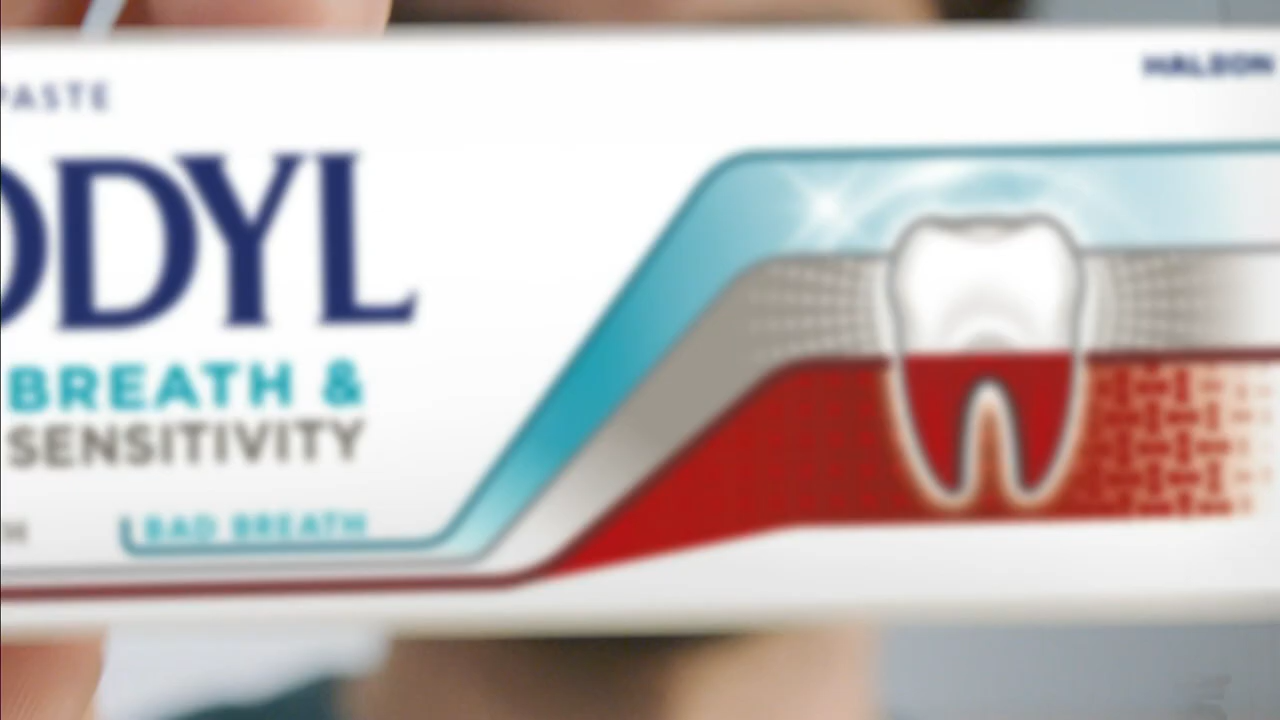 PASTE
HALEON
ODYL
BREATH &
SENSITIVITY
H
BAD BREATH